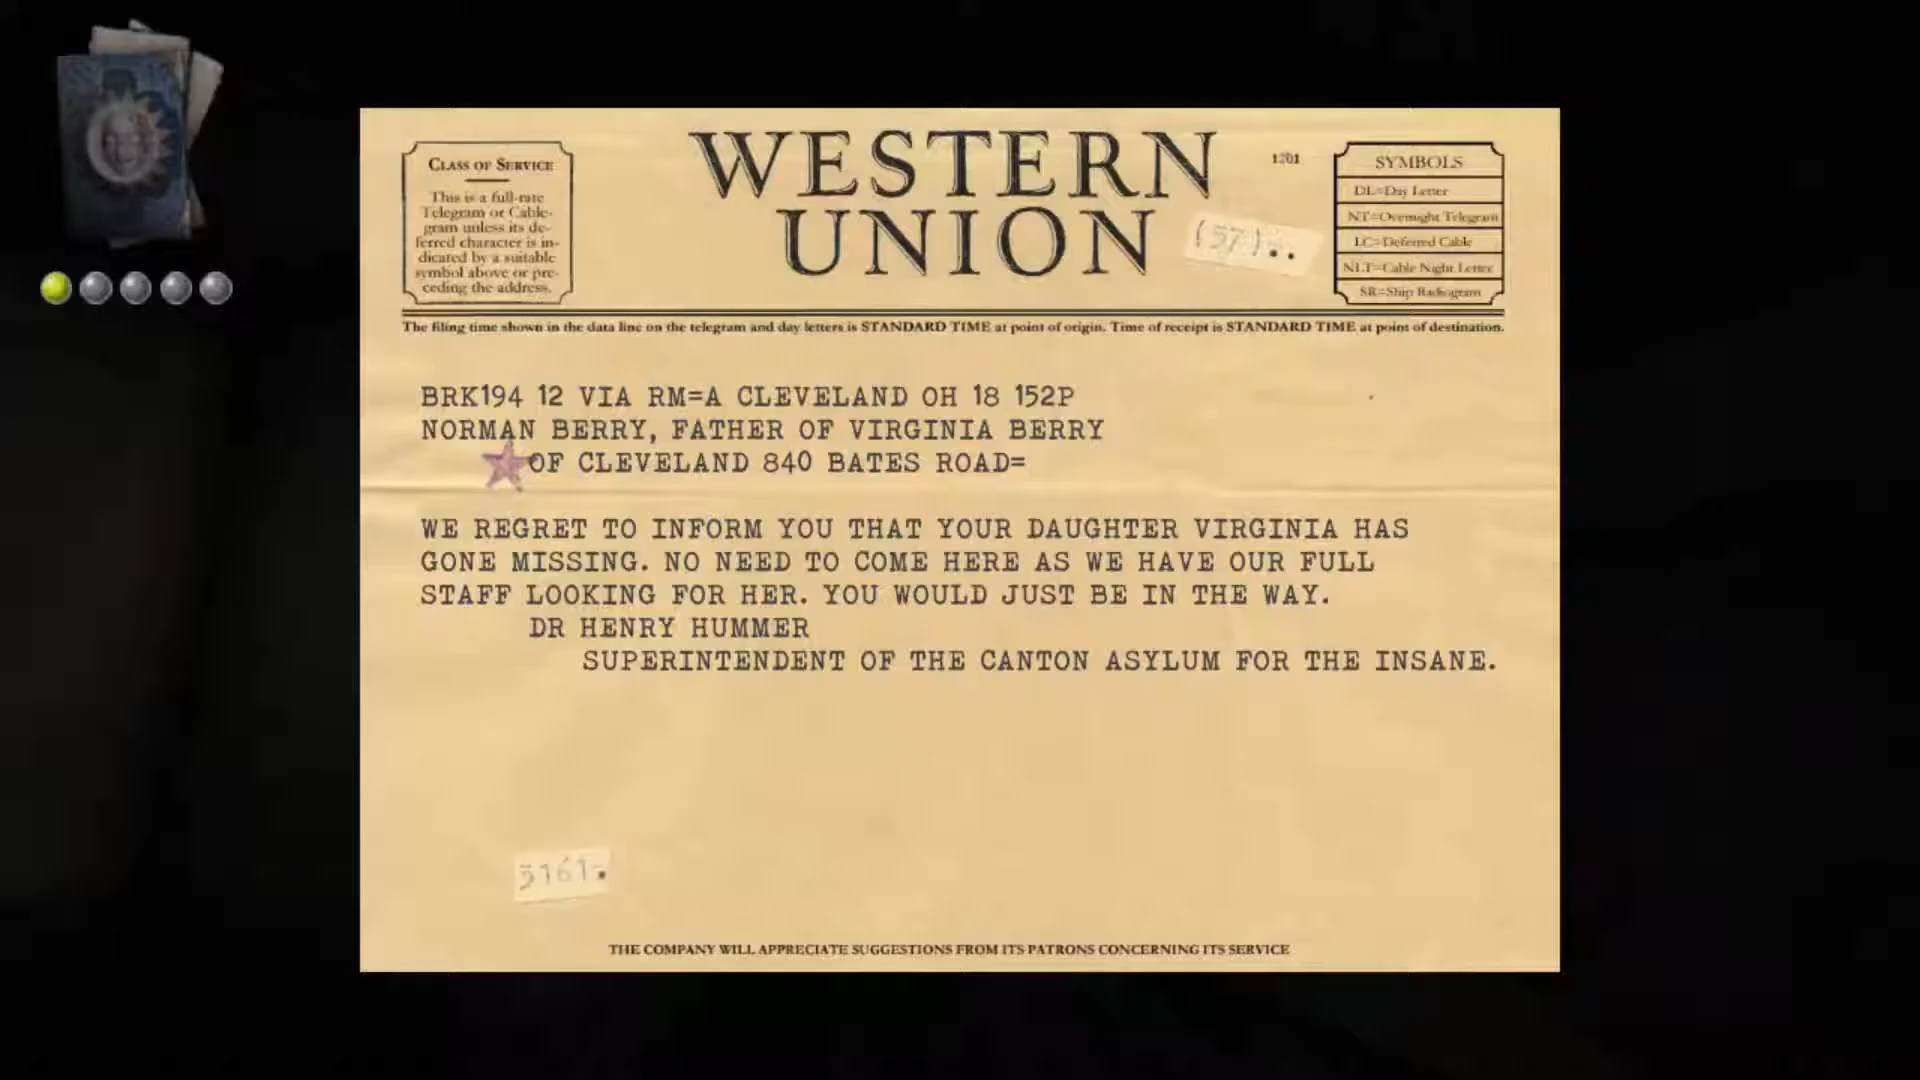 WESTERN
UNION
1201
(57)..
CLASS OF SERVICE
This is a full-rate
Telegram or Cable-
gram unless its de-
ferred character is in-
dicated by a suitable
symbol above or pre-
ceding the address.
SYMBOLS
DL=Day Letter
NT=Overnight Telegram
LC=Deferred Cable
NLT=Cable Night Letter
SR=Ship Radiogram
The filing time shown in the data line on the telegram and day letters is STANDARD TIME at point of origin. Time of receipt is STANDARD TIME at point of destination.
BRK194 12 VIA RM=A CLEVELAND OH 18 152P
NORMAN BERRY, FATHER OF VIRGINIA BERRY
OF CLEVELAND 840 BATES ROAD=
WE REGRET TO INFORM YOU THAT YOUR DAUGHTER VIRGINIA HAS
GONE MISSING. NO NEED TO COME HERE AS WE HAVE OUR FULL
STAFF LOOKING FOR HER. YOU WOULD JUST BE IN THE WAY.
DR HENRY HUMMER
SUPERINTENDENT OF THE CANTON ASYLUM FOR THE INSANE.
3161.
THE COMPANY WILL APPRECIATE SUGGESTIONS FROM ITS PATRONS CONCERNING ITS SERVICE